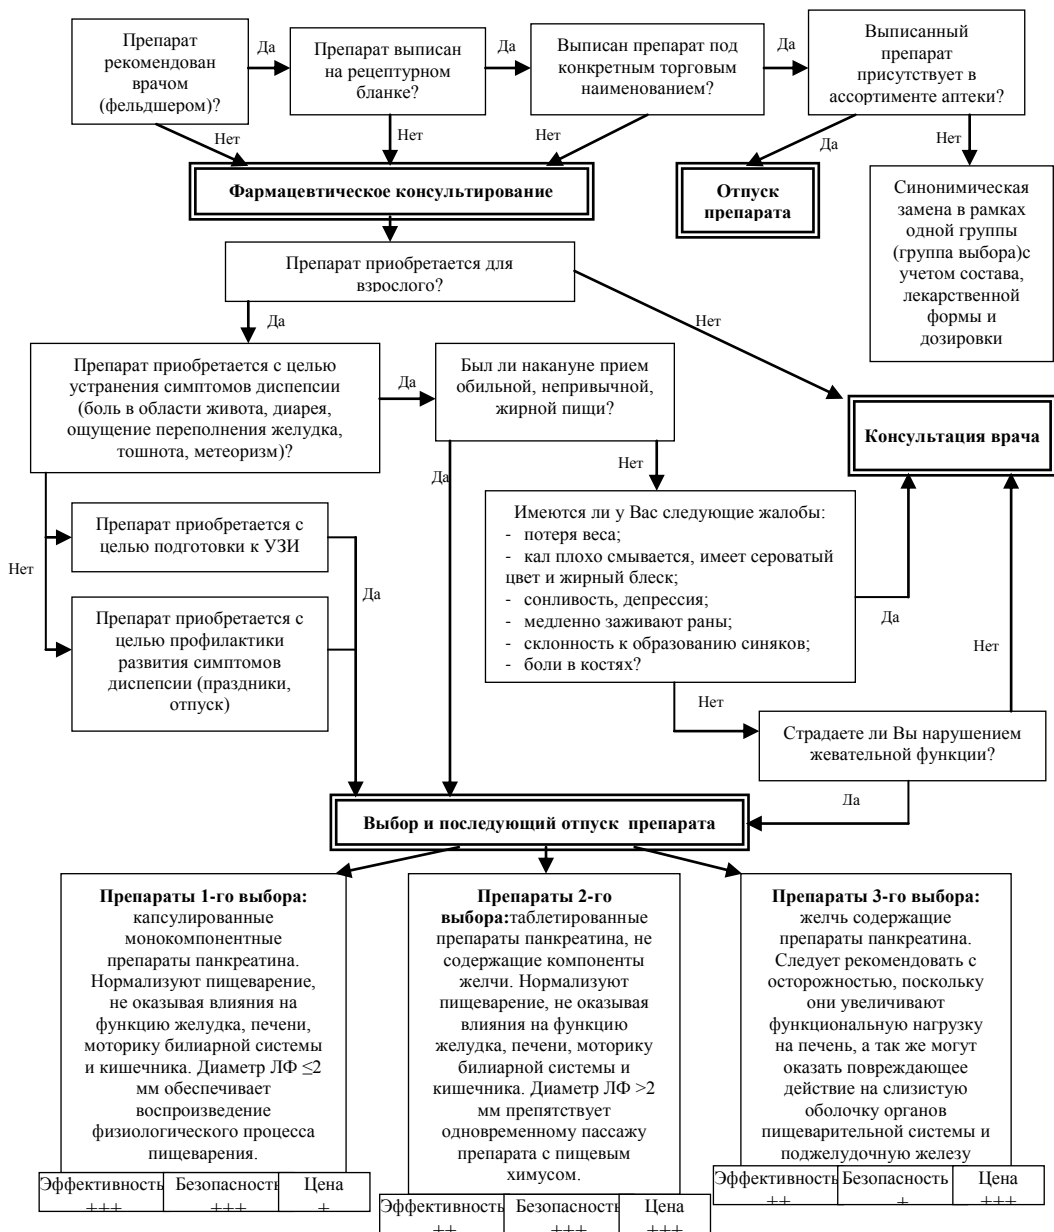 Препарат
рекомендован
врачом
(фельдшером)?
Да
Препарат выписан
на рецептурном
бланке?
Да
Выписан препарат под
конкретным торговым
наименованием?
Да
Выписанный
препарат
присутствует в
ассортименте аптеки?
Нет
Нет
Нет
Да
Нет
Фармацевтическое консультирование
Отпуск
препарата
Синонимическая
замена в рамках
одной группы
(группа выбора)с
учетом состава,
лекарственной
формы и
дозировки
Препарат приобретается для
взрослого?
Да
Нет
Препарат приобретается с целью
устранения симптомов диспепсии
(боль в области живота, диарея,
ощущение переполнения желудка,
тошнота, метеоризм)?
Да
Был ли накануне прием
обильной, непривычной,
жирной пищи?
Консультация врача
Да
Нет
Препарат приобретается с
целью подготовки к УЗИ
Нет
Да
Препарат приобретается с
целью профилактики
развития симптомов
диспепсии (праздники,
отпуск)
Имеются ли у Вас следующие жалобы:
- потеря веса;
- кал плохо смывается, имеет сероватый
цвет и жирный блеск;
- сонливость, депрессия;
- медленно заживают раны;
- склонность к образованию синяков;
- боли в костях?
Да
Нет
Нет
Страдаете ли Вы нарушением
жевательной функции?
Да
Выбор и последующий отпуск препарата
Препараты 1-го выбора:
капсулированные
монокомпонентные
препараты панкреатина.
Нормализуют пищеварение,
не оказывая влияния на
функцию желудка, печени,
моторику билиарной системы
и кишечника. Диаметр ЛФ ≤2
мм обеспечивает
воспроизведение
физиологического процесса
пищеварения.
Эффективность Безопасность Цена
+++ +++ +
Препараты 2-го
выбора:таблетированные
препараты панкреатина, не
содержащие компоненты
желчи. Нормализуют
пищеварение, не оказывая
влияния на функцию
желудка, печени, моторику
билиарной системы и
кишечника. Диаметр ЛФ >2
мм препятствует
одновременному пассажу
препарата с пищевым
химусом.
Эффективность Безопасность Цена
++ +++ +++
Препараты 3-го выбора:
желчь содержащие
препараты панкреатина.
Следует рекомендовать с
осторожностью, поскольку
они увеличивают
функциональную нагрузку
на печень, а так же могут
оказать повреждающее
действие на слизистую
оболочку органов
пищеварительной системы и
поджелудочную железу
Эффективность Безопасность Цена
++ + +++